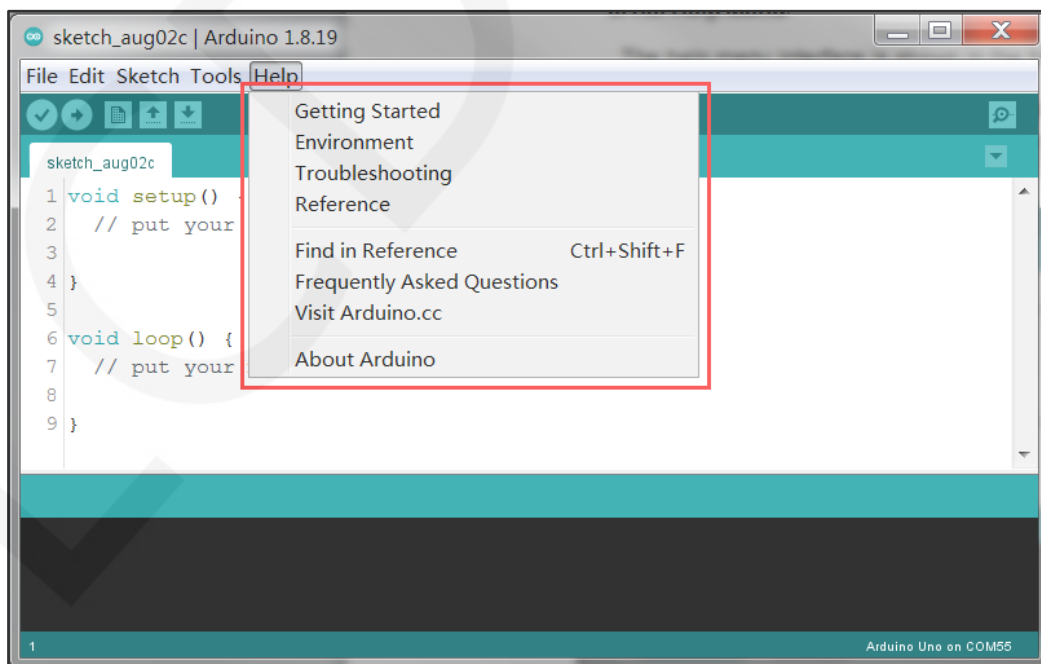 sketch_aug02c | Arduino 1.8.19
File Edit Sketch Tools Help
Getting Started
Environment
Troubleshooting
Reference
Find in Reference Ctrl+Shift+F
Frequently Asked Questions
Visit Arduino.cc
About Arduino
sketch_aug02c
1 void setup() {
2 // put your
3
4 }
5
6 void loop() {
7 // put your
8
9 }
1
Arduino Uno on COM55